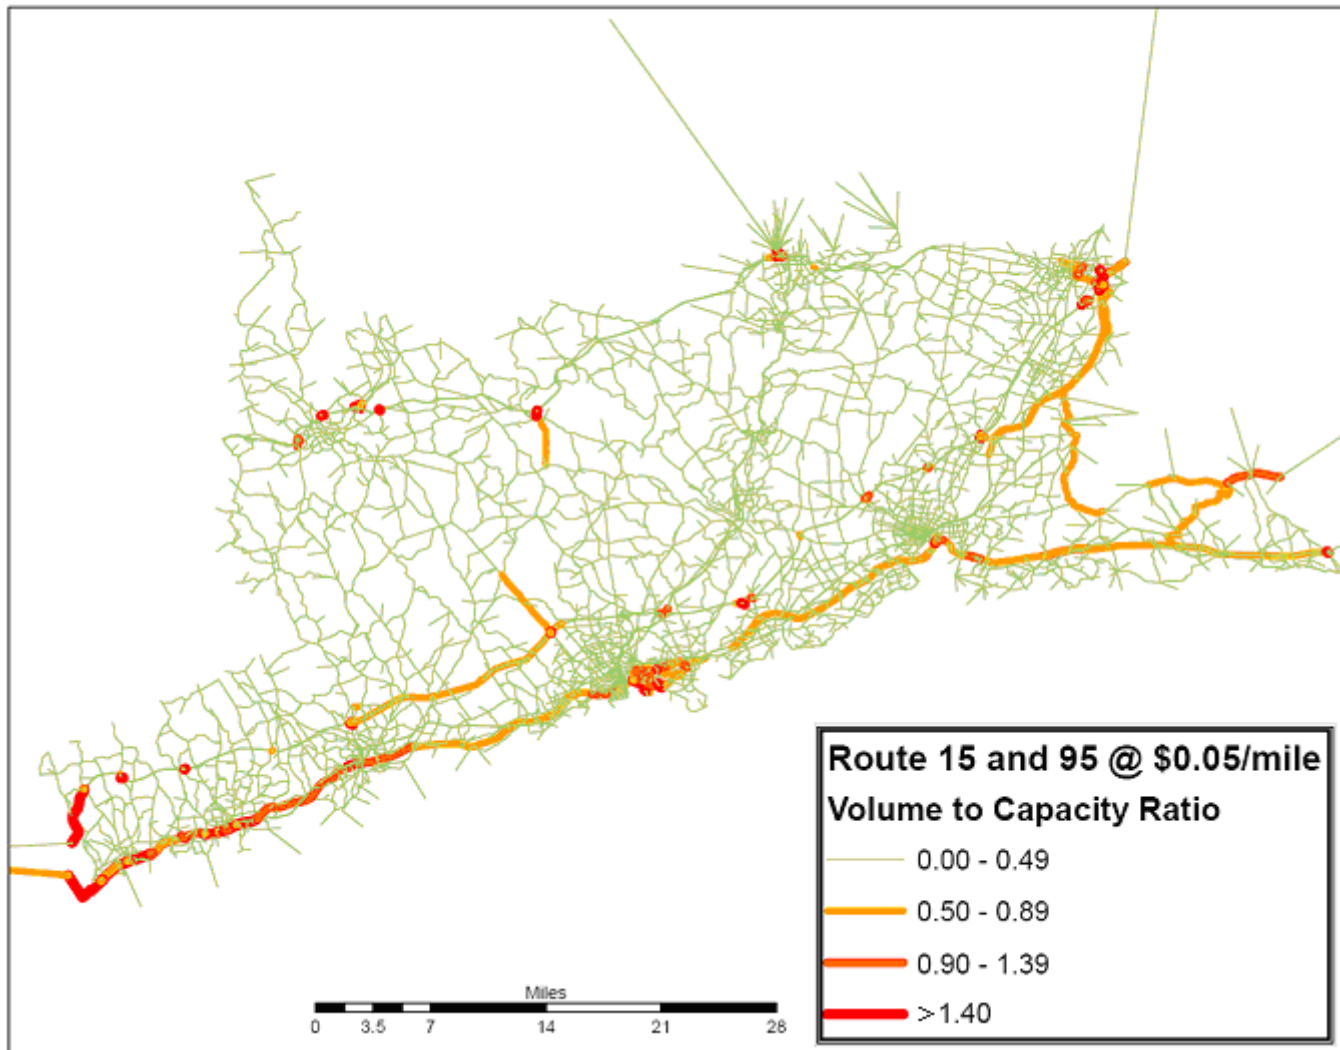 Route 15 and 95 @ $0.05/mile
Volume to Capacity Ratio
0.00 - 0.49
0.50 - 0.89
0.90 - 1.39
>1.40
Miles
0 3.5 7 14 21 28